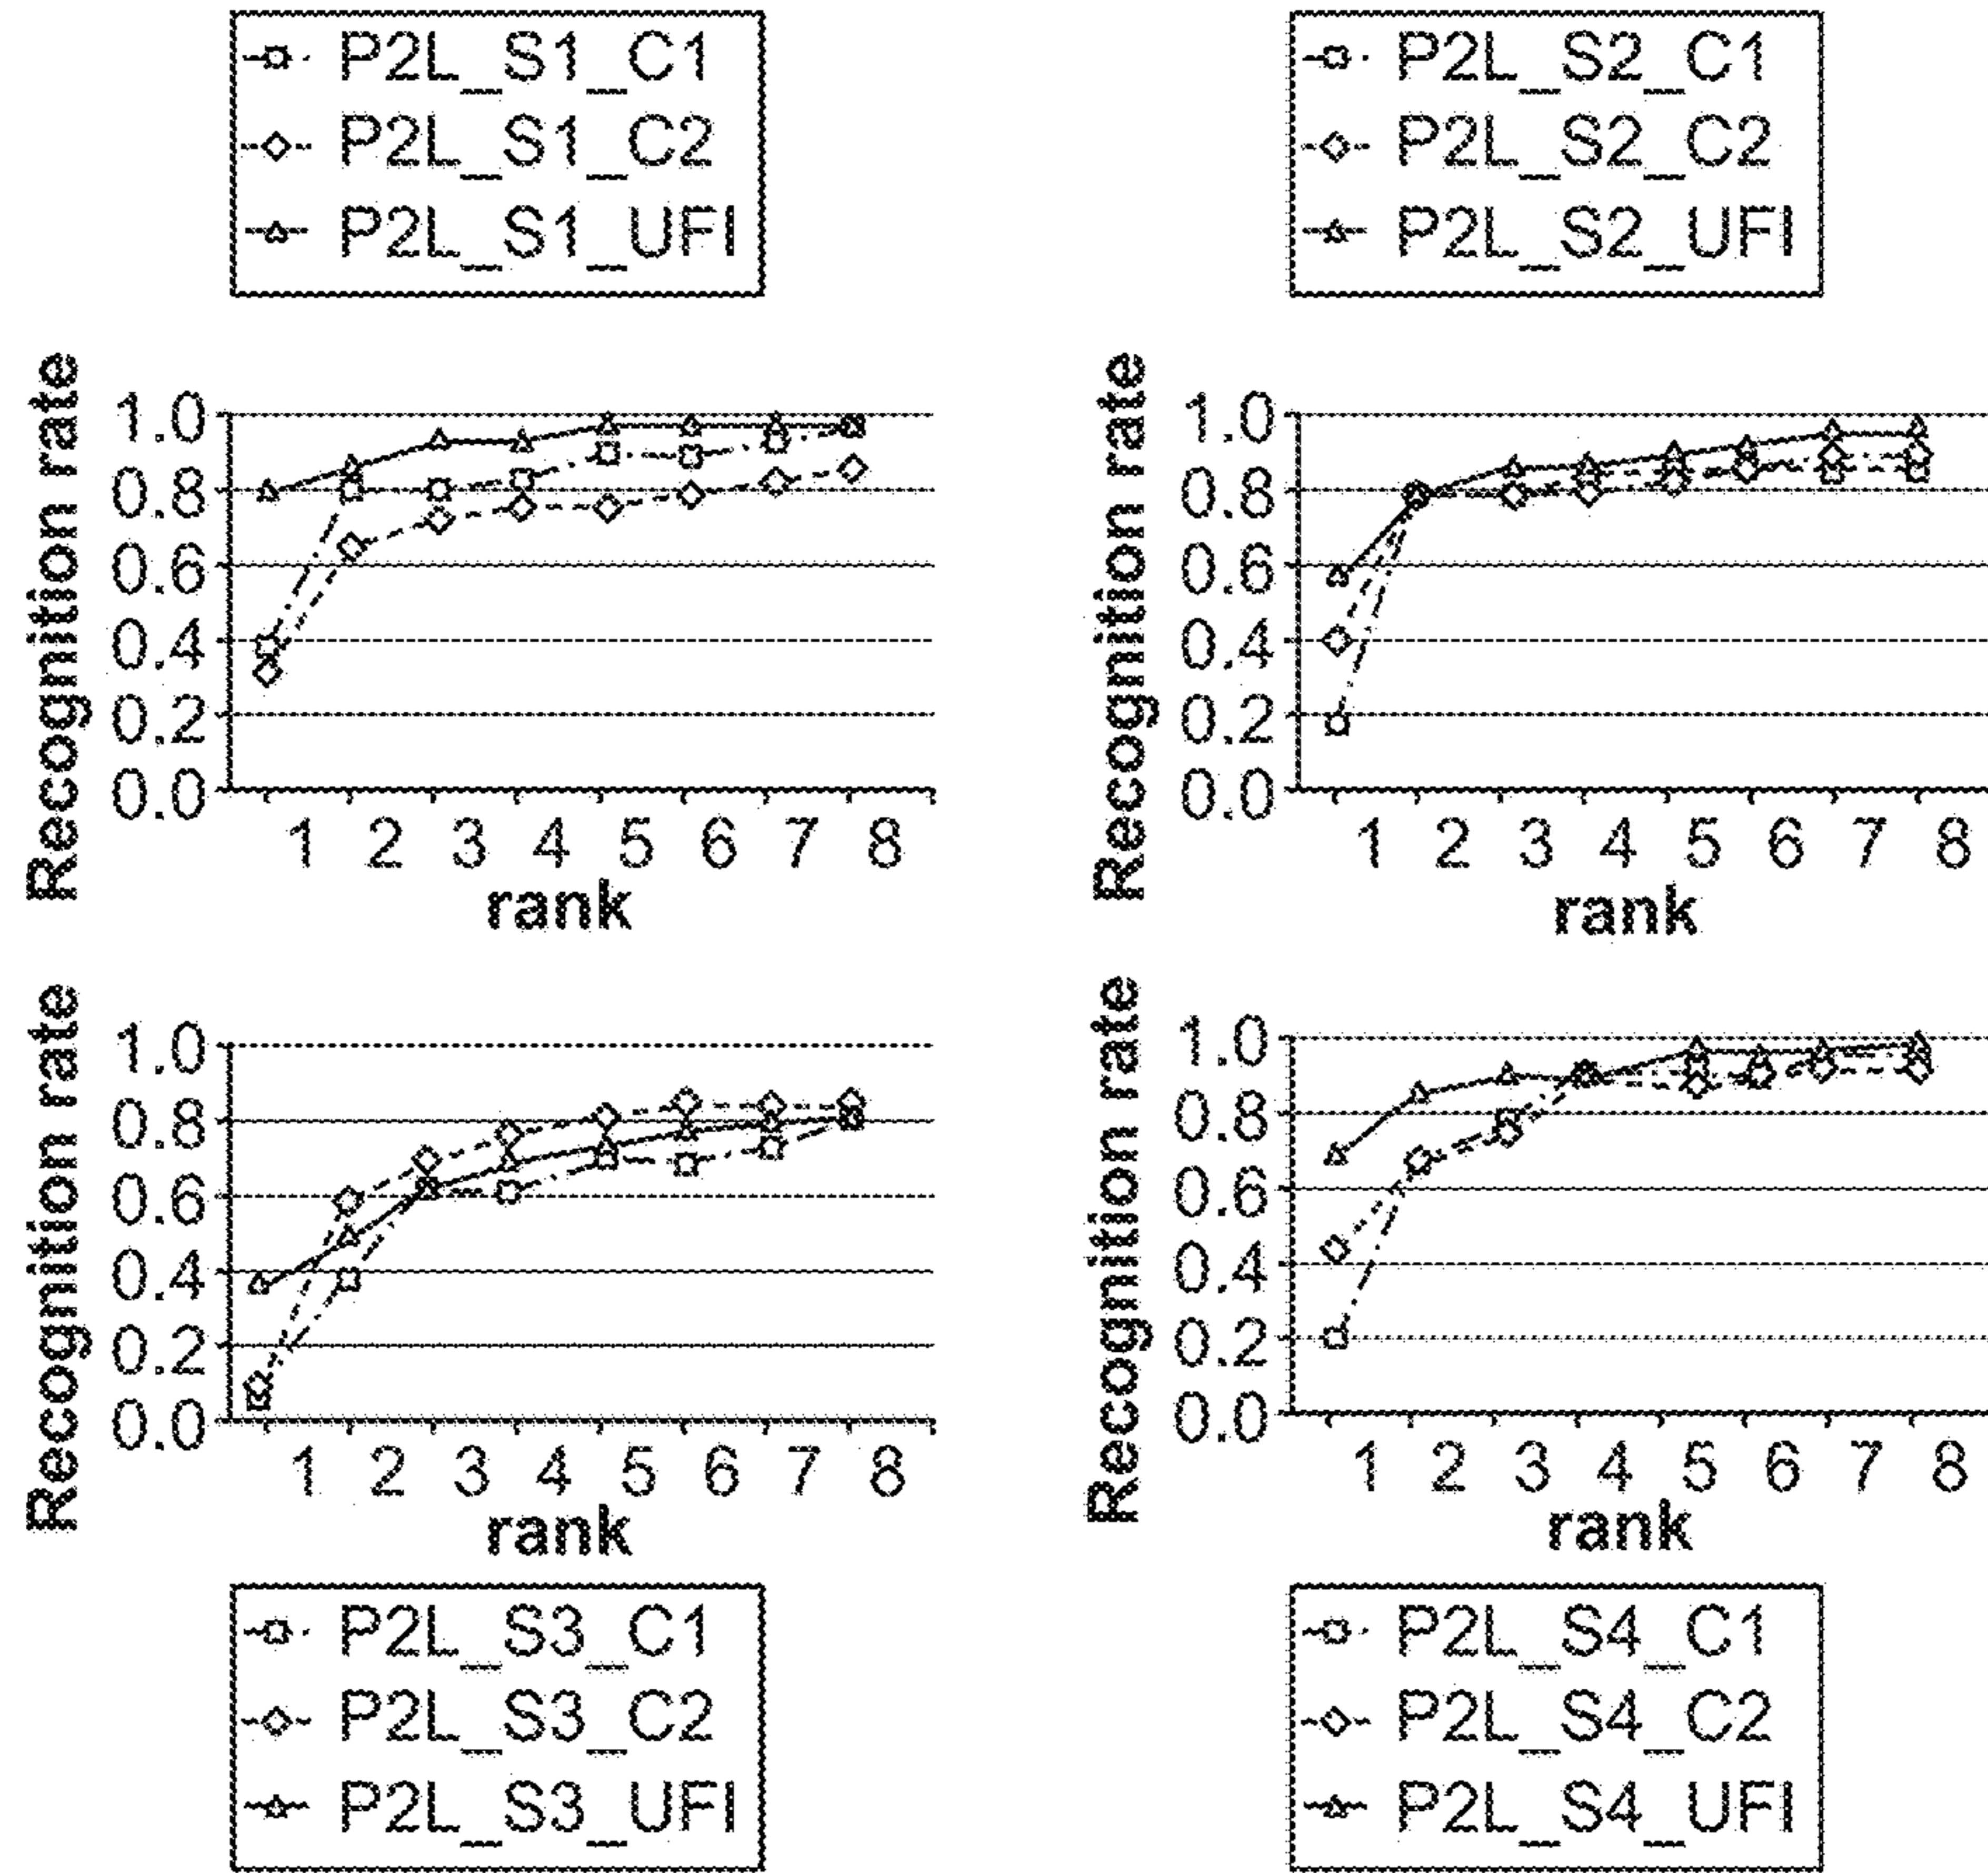 P2L_S1_C1
P2L_S1_C2
P2L_S1_UFI
P2L_S2_C1
P2L_S2_C2
P2L_S2_UFI
Recognition rate
1.0
0.8
0.6
0.4
0.2
0.0
1 2 3 4 5 6 7 8
rank
Recognition rate
1.0
0.8
0.6
0.4
0.2
0.0
1 2 3 4 5 6 7 8
rank
Recognition rate
1.0
0.8
0.6
0.4
0.2
0.0
1 2 3 4 5 6 7 8
rank
Recognition rate
1.0
0.8
0.6
0.4
0.2
0.0
1 2 3 4 5 6 7 8
rank
P2L_S3_C1
P2L_S3_C2
P2L_S3_UFI
P2L_S4_C1
P2L_S4_C2
P2L_S4_UFI